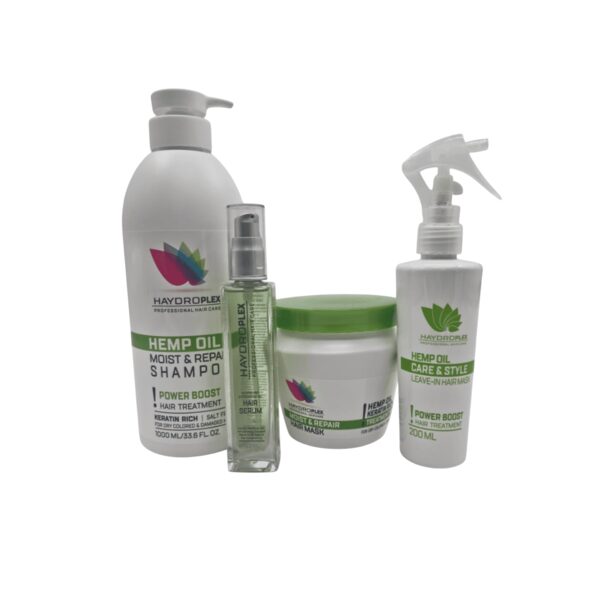 HAYDROPLEX
PROFESSIONAL HAIR CARE
HEMP OIL
MOIST & REPAI
SHAMPO
! POWER BOOST
HAIR TREATMENT
KERATIN RICH | SALT
FOR DRY COLORED & DAMAGED
1000 ML/33.6 FL. OZ.
HAYDROPLEX
HAIR
SERUM
HAYDROPLEX
MOIST & REPAIR
HAIR MASK
HEMP OIL
KERATIN
HAYDROPLEX
PROFESSIONAL HAIR CARE
HEMP OIL
CARE & STYLE
LEAVE-IN HAIR MASK
! POWER BOOST
HAIR TREATMENT
200 ML